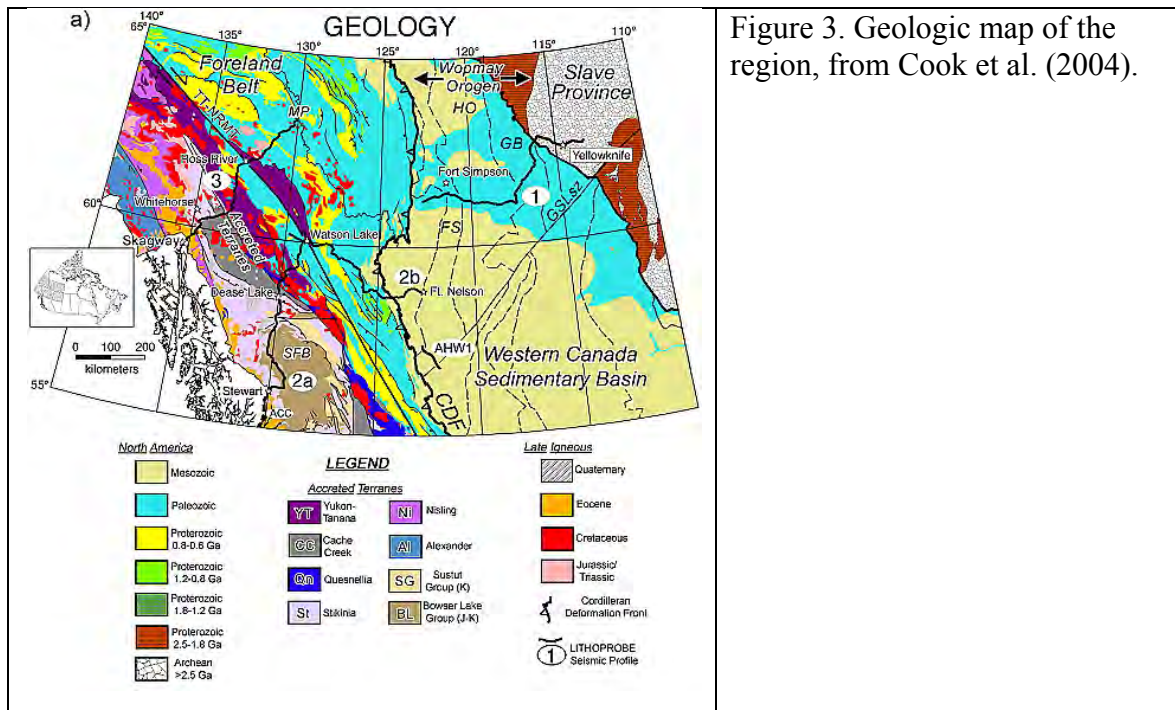 a)
140°
65°
135°
130°
GEOLOGY
125°
120°
115°
110°
Foreland
Belt
Wopmay
Orogen
HO
Slave
Province
MP
TT-NRMT
GB
Yellowknife
Ross River
Fort Simpson
3
1
GSLsz
Whitehorse
60°
Accreted
Terranes
Watson Lake
FS
Skagway
2b
Ft. Nelson
Dease Lake
0 100 200
kilometers
AHW1
Western Canada
Sedimentary Basin
SFB
2a
55°
Stewart
CDF
ACC
North America
Mesozoic
Paleozoic
Proterozoic
0.8-0.6 Ga
Proterozoic
1.2-0.8 Ga
Proterozoic
1.8-1.2 Ga
Proterozoic
2.5-1.8 Ga
Archean
>2.5 Ga
LEGEND
Accreted Terranes
YT Yukon-
Tanana
CC Cache
Creek
Qn Quesnellia
St Stikinia
Ni Nisling
Al Alexander
SG Sustut
Group (K)
BL Bowser Lake
Group (J-K)
Late Igneous
Quaternary
Eocene
Cretaceous
Jurassic/
Triassic
Cordilleran
Deformation Front
1 LITHOPROBE
Seismic Profile
Figure 3. Geologic map of the
region, from Cook et al. (2004).